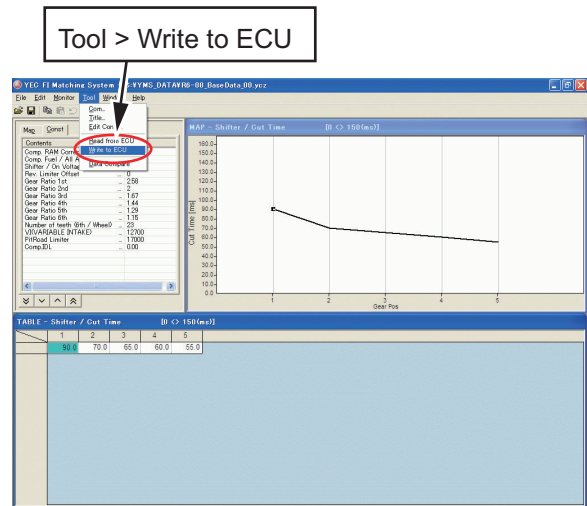 Tool > Write to ECU
YEC FI Matching System
:¥YMS_DATA¥R6-08_BaseData_00.ycz
File Edit Monitor Tool Help
Com..
Title..
Edit Con
Read from ECU
Write to ECU
Data Compare
Map Const
Contents
Comp. RAM Correc
Comp. Fuel / All A
Shifter / On Voltag
Rev. Limiter Offset .. 0
Gear Ratio 1st .. 2.58
Gear Ratio 2nd .. 2
Gear Ratio 3rd .. 1.67
Gear Ratio 4th .. 1.44
Gear Ratio 5th .. 1.29
Gear Ratio 6th .. 1.15
Number of teeth (6th / Wheel) .. 23
VI(VARIABLE INTAKE) .. 12700
PitRoad Limiter .. 17000
Comp.IDL .. 0.00
MAP - Shifter / Cut Time [0 <> 150(ms)]
Cut Time [ms]
160.0
150.0
140.0
130.0
120.0
110.0
100.0
90.0
80.0
70.0
60.0
50.0
40.0
30.0
20.0
10.0
0.0
1 2 3 4 5
Gear Pos
TABLE - Shifter / Cut Time [0 <> 150(ms)]
1 2 3 4 5
90.0 70.0 65.0 60.0 55.0